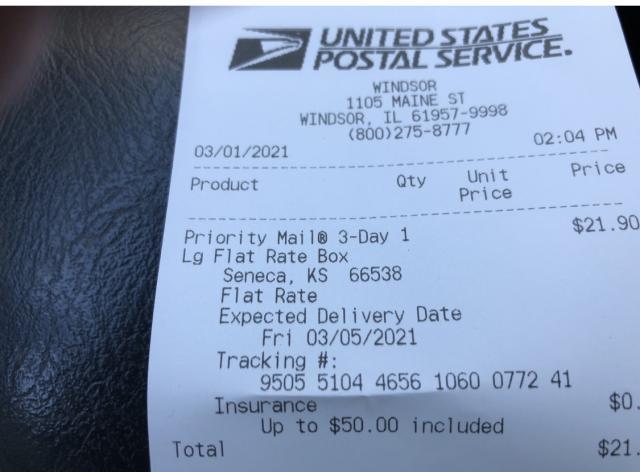 UNITED STATES
POSTAL SERVICE.
WINDSOR
1105 MAINE ST
WINDSOR, IL 61957-9998
(800)275-8777
03/01/2021 02:04 PM
Product Qty Unit Price
Price
Priority Mail® 3-Day 1 $21.90
Lg Flat Rate Box
Seneca, KS 66538
Flat Rate
Expected Delivery Date
Fri 03/05/2021
Tracking #:
9505 5104 4656 1060 0772 41
Insurance $0.
Up to $50.00 included
Total $21.